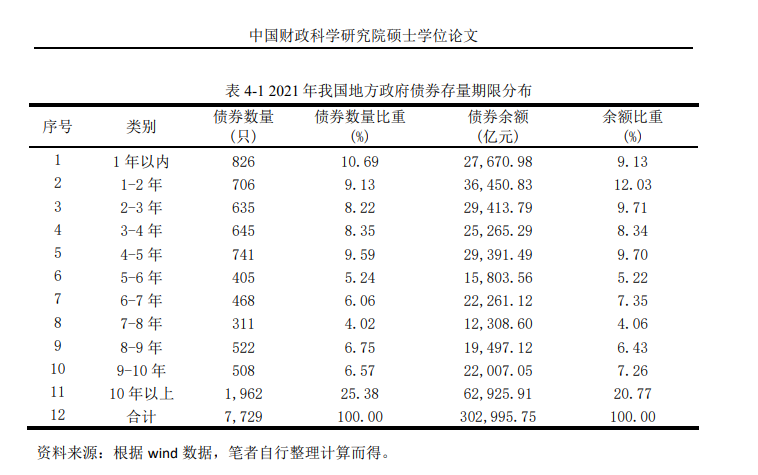 中国财政科学研究院硕士学位论文
表 4-1 2021 年我国地方政府债券存量期限分布
序号 类别 债券数量（只） 债券数量比重（%） 债券余额（亿元） 余额比重（%）
1 1 年以内 826 10.69 27,670.98 9.13
2 1-2 年 706 9.13 36,450.83 12.03
3 2-3 年 635 8.22 29,413.79 9.71
4 3-4 年 645 8.35 25,265.29 8.34
5 4-5 年 741 9.59 29,391.49 9.70
6 5-6 年 405 5.24 15,803.56 5.22
7 6-7 年 468 6.06 22,261.12 7.35
8 7-8 年 311 4.02 12,308.60 4.06
9 8-9 年 522 6.75 19,497.12 6.43
10 9-10 年 508 6.57 22,007.05 7.26
11 10 年以上 1,962 25.38 62,925.91 20.77
12 合计 7,729 100.00 302,995.75 100.00
资料来源：根据 wind 数据，笔者自行整理计算而得。